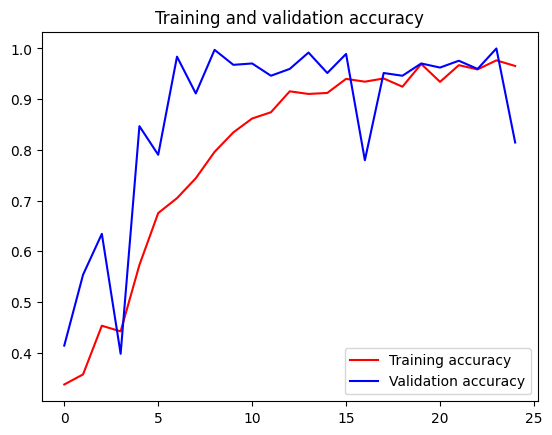 Training and validation accuracy
1.0
0.9
0.8
0.7
0.6
0.5
0.4
Training accuracy
Validation accuracy
0 5 10 15 20 25